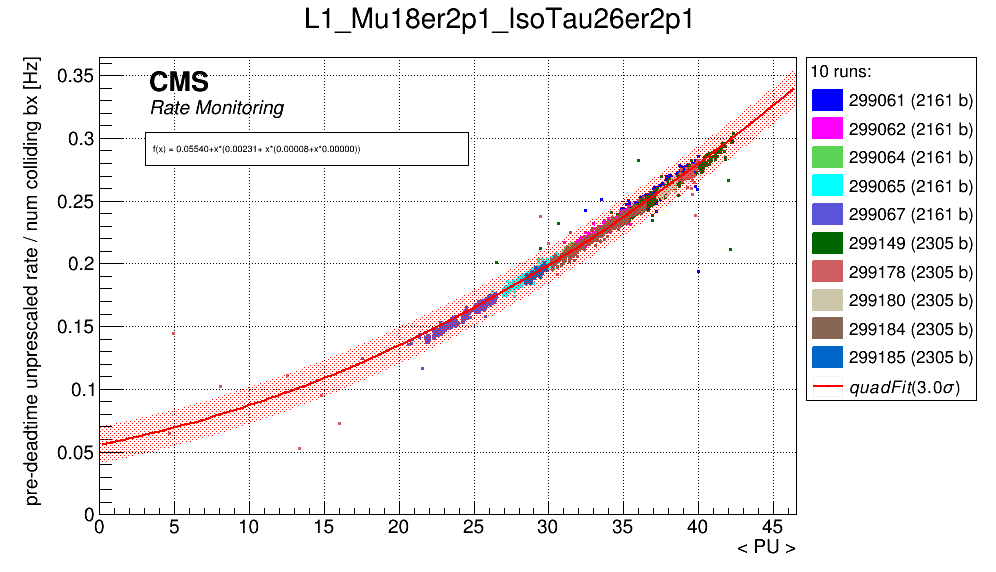 L1_Mu18er2p1_IsoTau26er2p1
pre-deadtime unprescaled rate / num colliding bx [Hz]
CMS
Rate Monitoring
f(x) = 0.05540+x*(0.00231+ x*(0.00008+x*0.00000))
0.35
0.3
0.25
0.2
0.15
0.1
0.05
0
0 5 10 15 20 25 30 35 40 45
< PU >
10 runs:
299061 (2161 b)
299062 (2161 b)
299064 (2161 b)
299065 (2161 b)
299067 (2161 b)
299149 (2305 b)
299178 (2305 b)
299180 (2305 b)
299184 (2305 b)
299185 (2305 b)
quadFit(3.0σ)